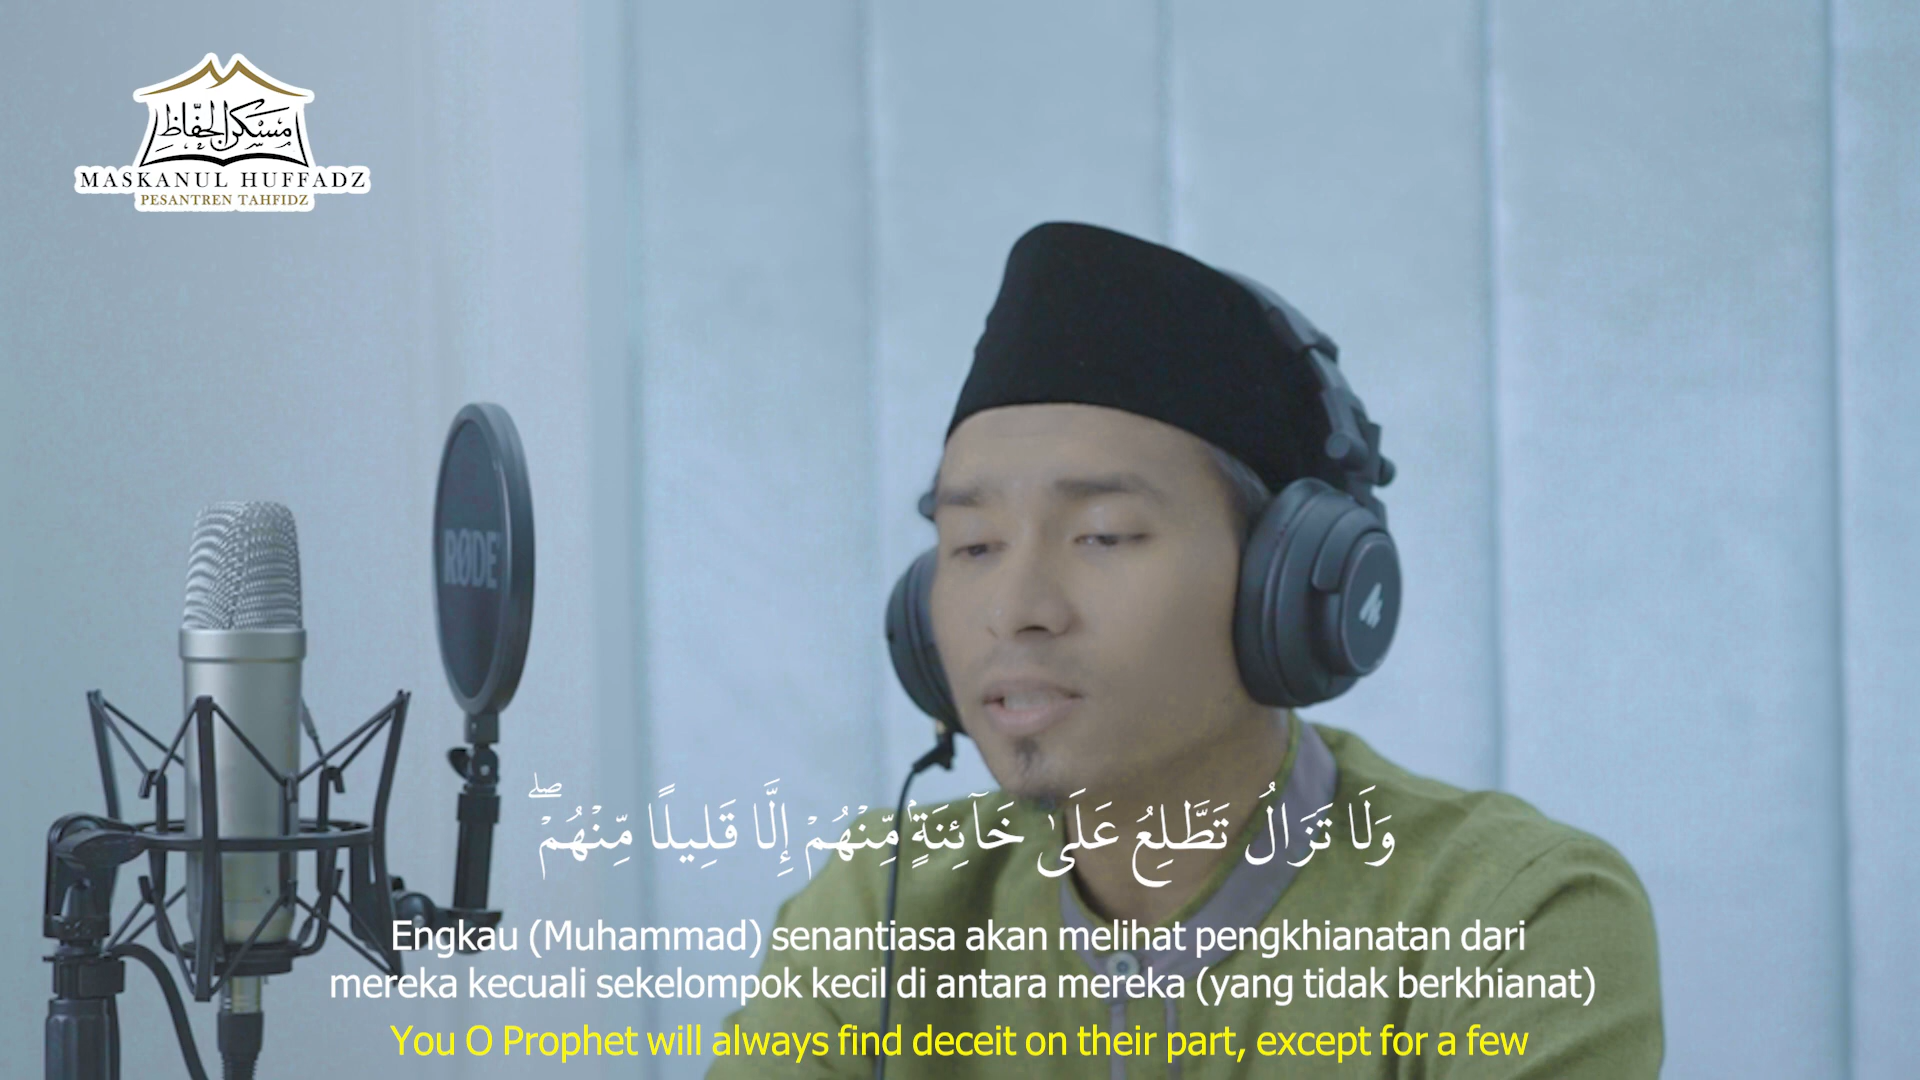 مسكن الحفاظ
MASKANUL HUFFADZ
PESANTREN TAHFIDZ
RØDE
وَلَا تَزَالُ تَطَّلِعُ عَلَىٰ خَآئِنَةٍۢ مِّنْهُمْ إِلَّا قَلِيلًا مِّنْهُمْ ۖ
Engkau (Muhammad) senantiasa akan melihat pengkhianatan dari
mereka kecuali sekelompok kecil di antara mereka (yang tidak berkhianat)
You O Prophet will always find deceit on their part, except for a few